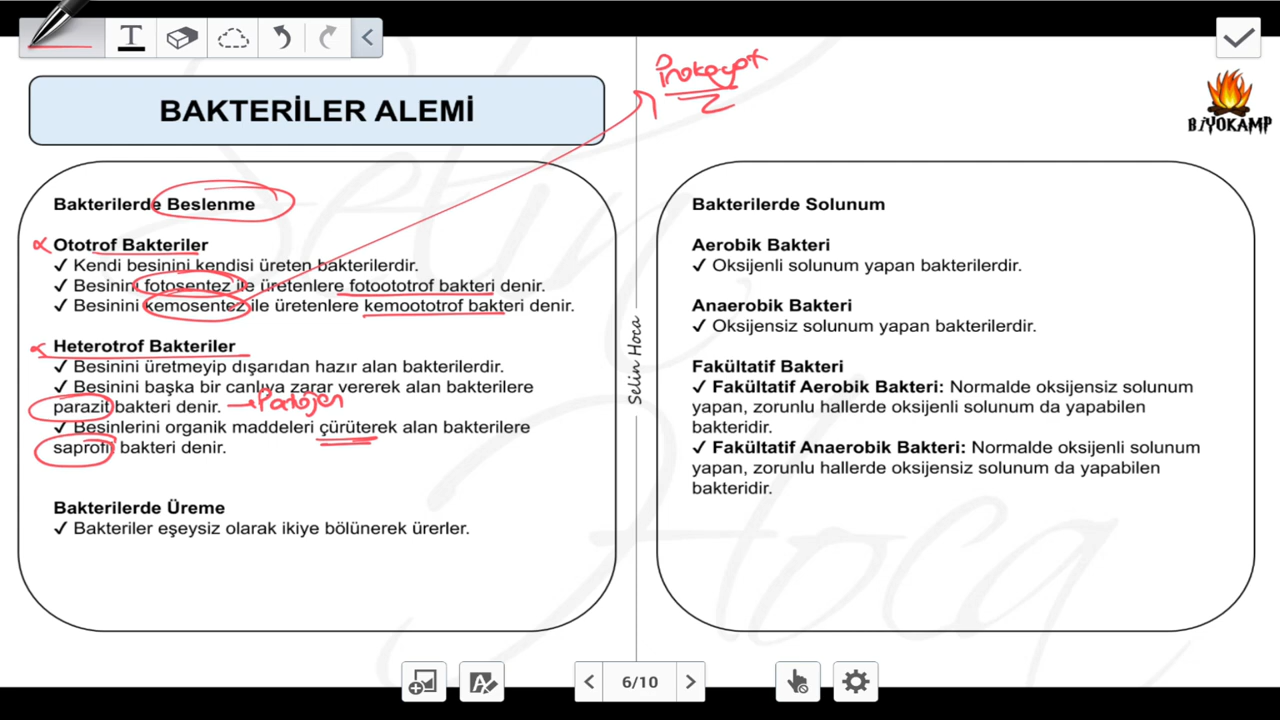 T
Prokaryot
BAKTERİLER ALEMİ
BİYOKAMP
Bakterilerde Beslenme
Ototrof Bakteriler
✓ Kendi besinini kendisi üreten bakterilerdir.
✓ Besinini fotosentez ile üretenlere fotoototrof bakteri denir.
✓ Besinini kemosentez ile üretenlere kemoototrof bakteri denir.
Heterotrof Bakteriler
✓ Besinini üretmeyip dışarıdan hazır alan bakterilerdir.
✓ Besinini başka bir canlıya zarar vererek alan bakterilere
parazit bakteri denir. → Patojen
✓ Besinlerini organik maddeleri çürüterek alan bakterilere
saprofit bakteri denir.
Bakterilerde Üreme
✓ Bakteriler eşeysiz olarak ikiye bölünerek ürerler.
Selin Hoca
Bakterilerde Solunum
Aerobik Bakteri
✓ Oksijenli solunum yapan bakterilerdir.
Anaerobik Bakteri
✓ Oksijensiz solunum yapan bakterilerdir.
Fakültatif Bakteri
✓ Fakültatif Aerobik Bakteri: Normalde oksijensiz solunum
yapan, zorunlu hallerde oksijenli solunum da yapabilen
bakteridir.
✓ Fakültatif Anaerobik Bakteri: Normalde oksijenli solunum
yapan, zorunlu hallerde oksijensiz solunum da yapabilen
bakteridir.
Selin Hoca
6/10